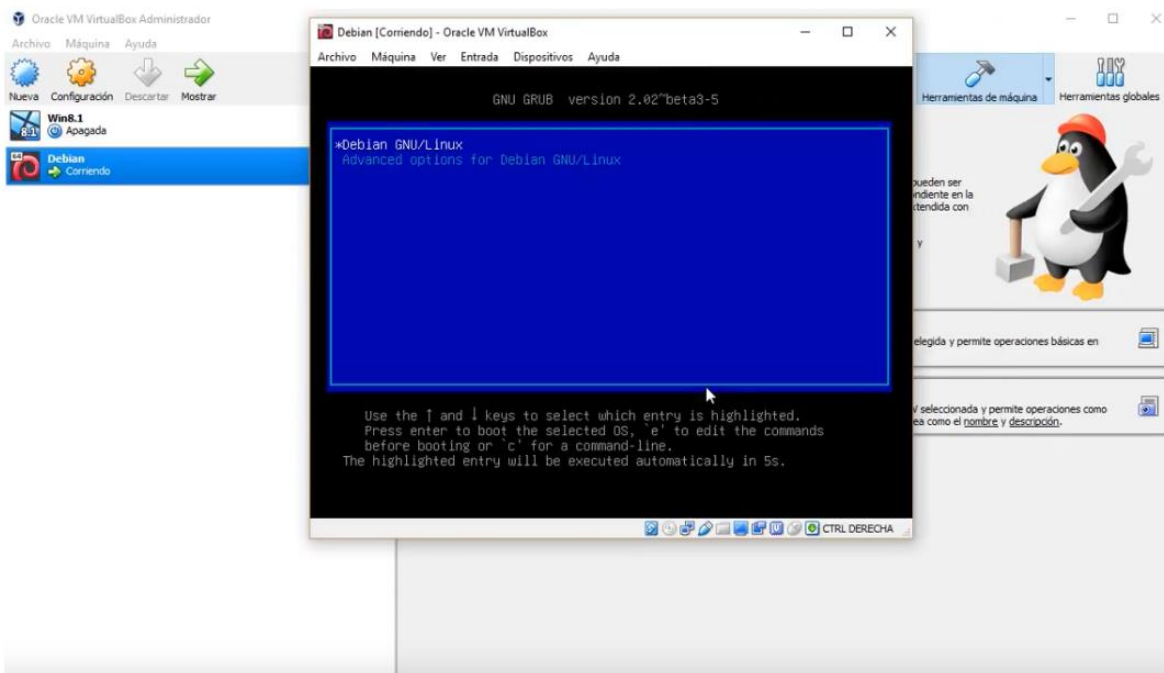 Oracle VM VirtualBox Administrador
Archivo Máquina Ayuda
Nueva Configuración Descartar Mostrar
Win8.1
8.1 Apagada
64 Debian
Corriendo
Debian [Corriendo] - Oracle VM VirtualBox
Archivo Máquina Ver Entrada Dispositivos Ayuda
GNU GRUB version 2.02~beta3-5
*Debian GNU/Linux
Advanced options for Debian GNU/Linux
Use the ↑ and ↓ keys to select which entry is highlighted.
Press enter to boot the selected OS, `e' to edit the commands
before booting or `c' for a command-line.
The highlighted entry will be executed automatically in 5s.
CTRL DERECHA
Herramientas de máquina Herramientas globales
pueden ser
ndiente en la
xtendida con
y
elegida y permite operaciones básicas en
seleccionada y permite operaciones como
ea como el nombre y descripción.